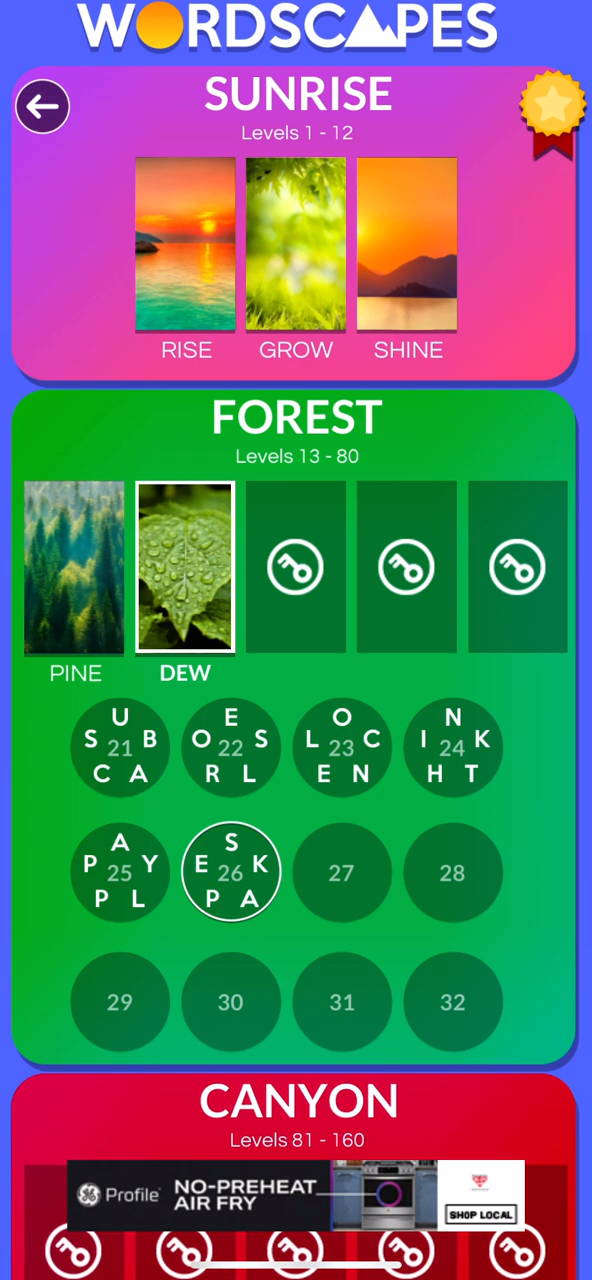 WORDSCAPES
SUNRISE
Levels 1 - 12
RISE GROW SHINE
FOREST
Levels 13 - 80
PINE DEW
U E O N
S 21 B O 22 S L 23 C I 24 K
C A R L E N H T
A S
P 25 Y E 26 K 27 28
P L P A
29 30 31 32
CANYON
Levels 81 - 160
GE Profile NO-PREHEAT
AIR FRY
SHOP LOCAL